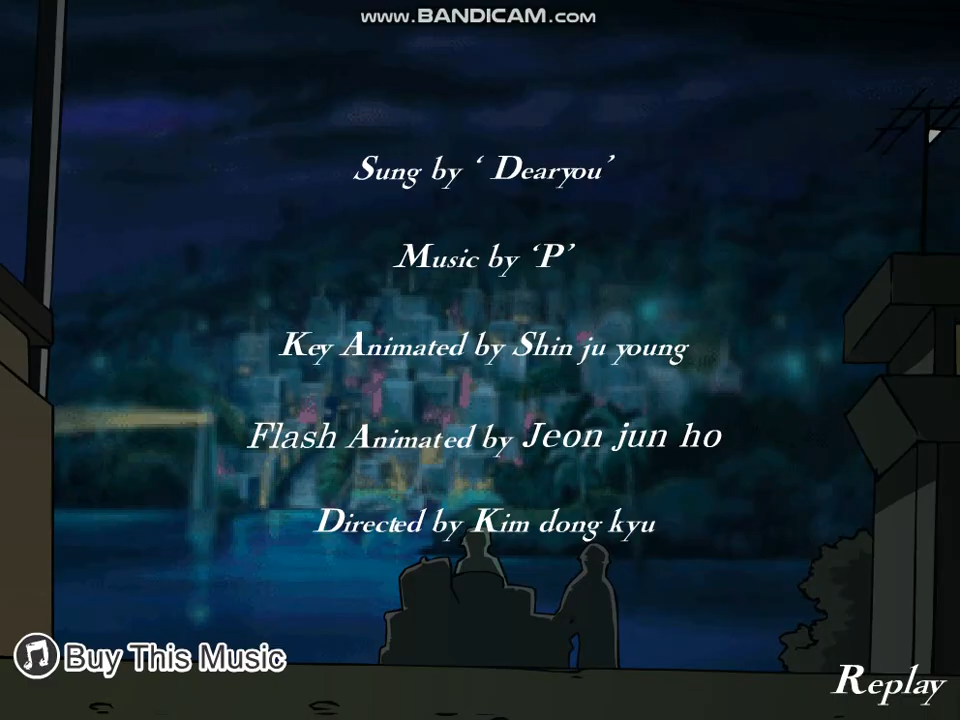 www.BANDICAM.com
Sung by ‘ Dearyou’
Music by ‘P’
Key Animated by Shin ju young
Flash Animated by Jeon jun ho
Directed by Kim dong kyu
Buy This Music
Replay